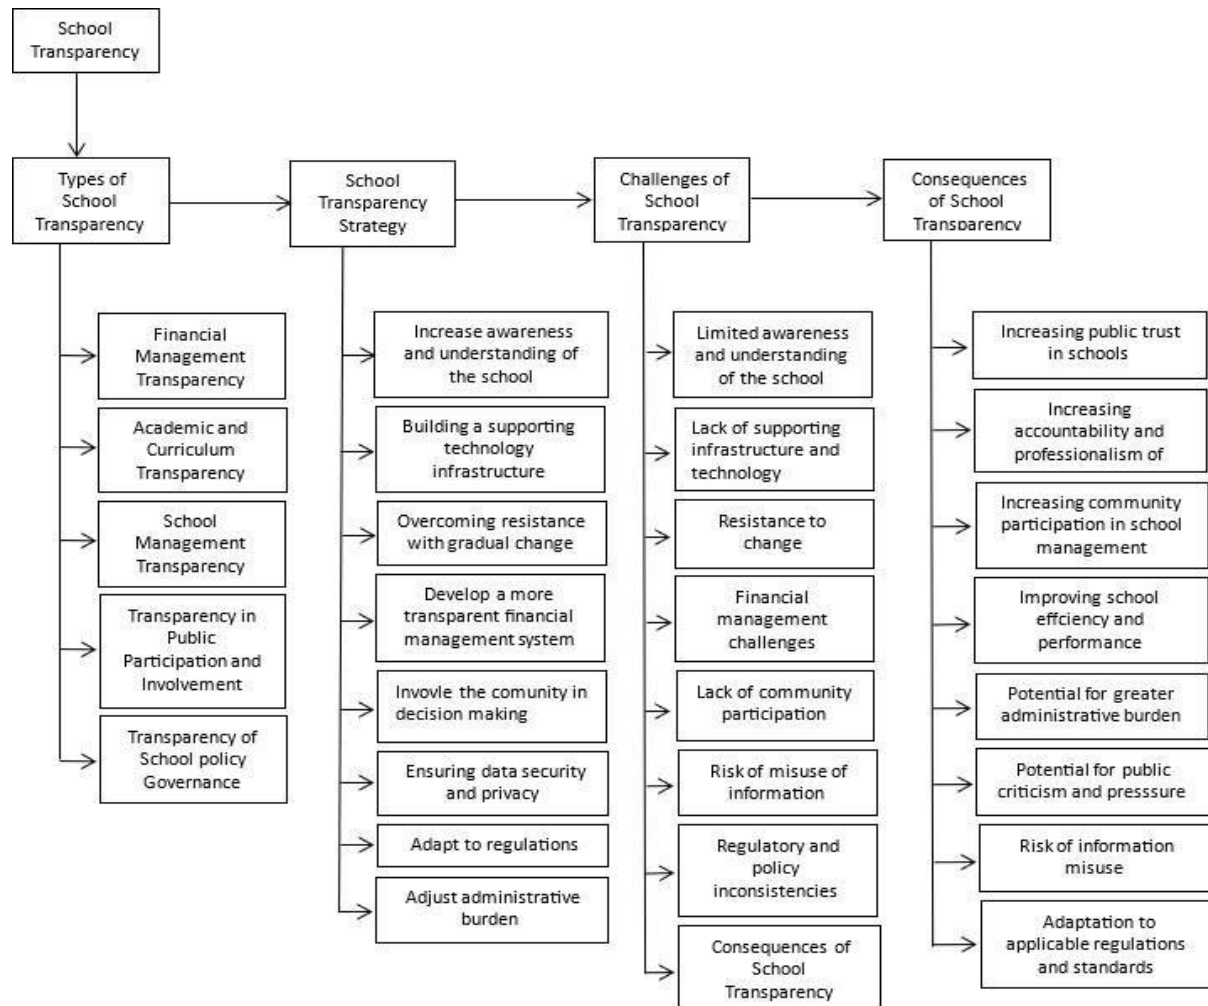 School
Transparency
Types of
School
Transparency
School
Transparency
Strategy
Challenges of
School
Transparency
Consequences
of School
Transparency
Financial
Management
Transparency
Academic and
Curriculum
Transparency
School
Management
Transparency
Transparency in
Public
Participation and
Involvement
Transparency of
School policy
Governance
Increase awareness
and understanding of
the school
Building a supporting
technology
infrastructure
Overcoming resistance
with gradual change
Develop a more
transparent financial
management system
Invovle the comunity in
decision making
Ensuring data security
and privacy
Adapt to regulations
Adjust administrative
burden
Limited awareness
and understanding
of the school
Lack of supporting
infrastructure and
technology
Resistance to
change
Financial
management
challenges
Lack of community
participation
Risk of misuse of
information
Regulatory and
policy
inconsistencies
Consequences of
School
Transparency
Increasing public trust
in schools
Increasing
accountability and
professionalism of
Increasing community
participation in school
management
Improving school
efficiency and
performance
Potential for greater
administrative burden
Potential for public
criticism and presssure
Risk of information
misuse
Adaptation to
applicable regulations
and standards